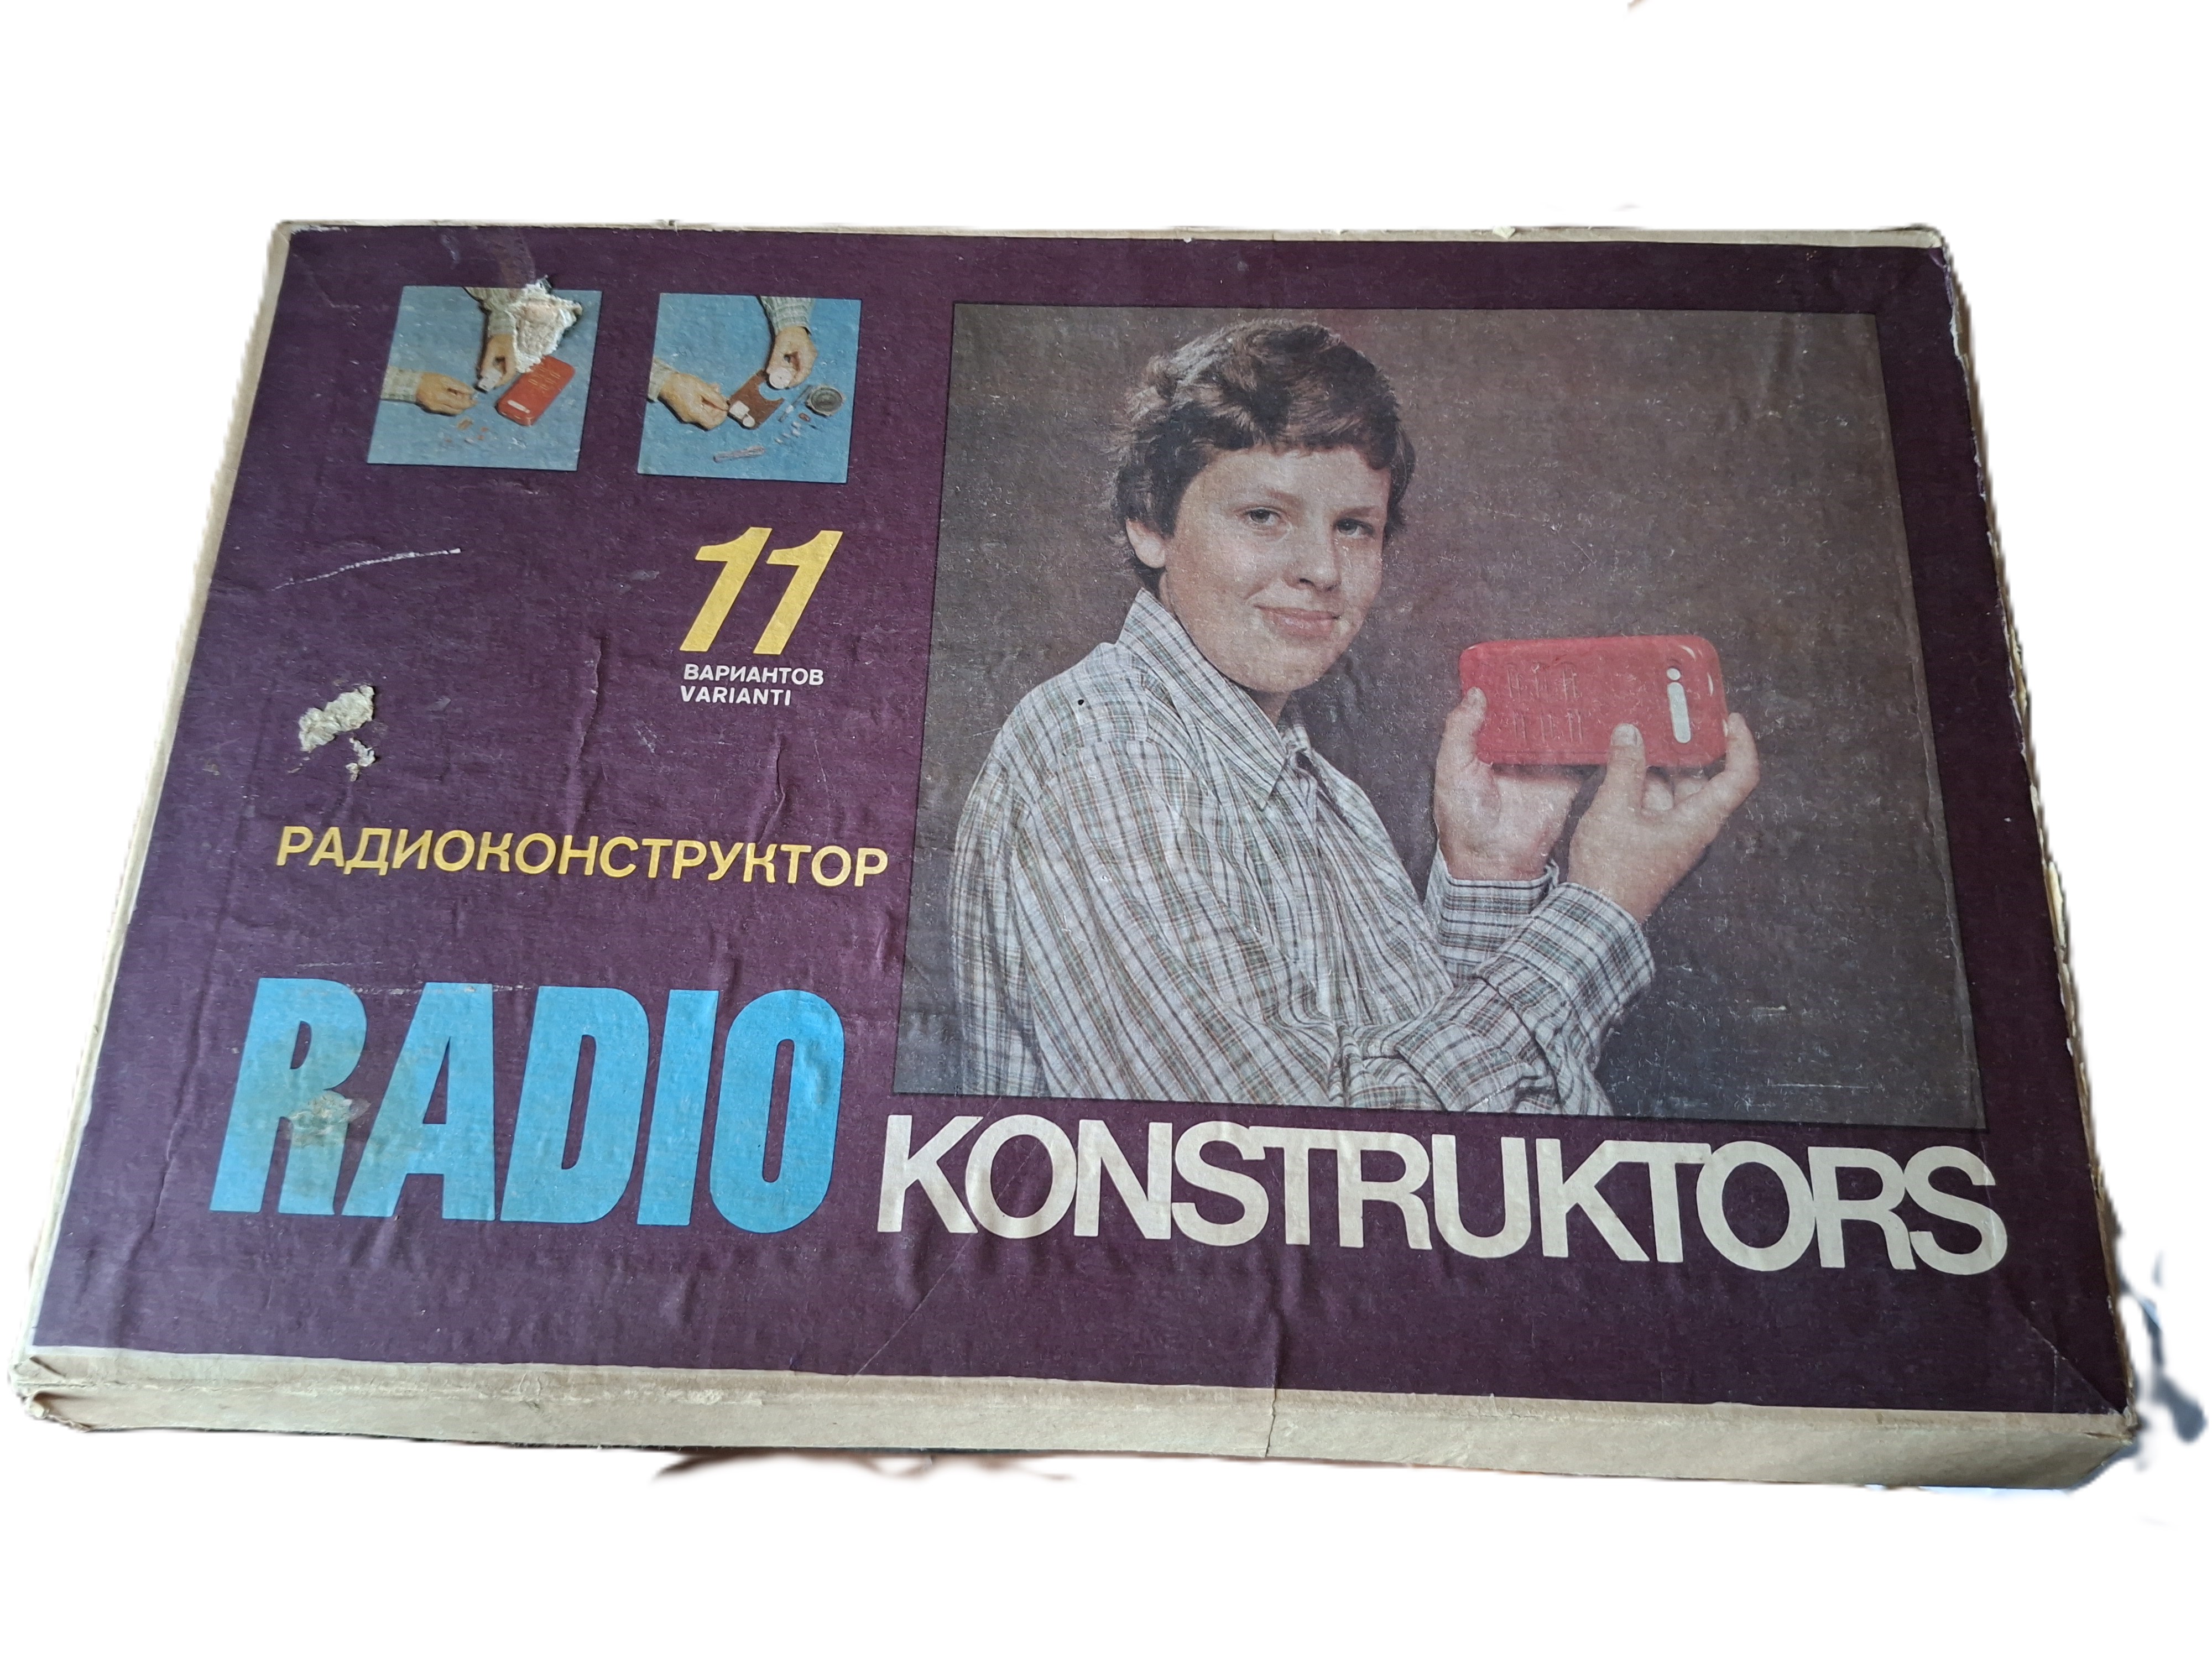 11
ВАРИАНТОВ
VARIANTI
РАДИОКОНСТРУКТОР
RADIO
KONSTRUKTORS